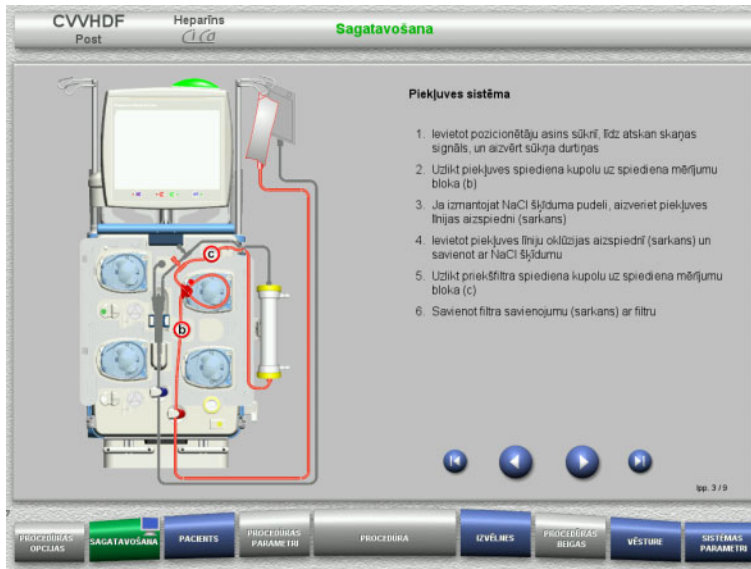 CVVHDF
Post
Heparīns
Ci Ca
Sagatavošana
Piekļuves sistēma
1. Ievietot pozicionētāju asins sūknī, līdz atskan skaņas
signāls, un aizvērt sūkņa durtiņas
2. Uzlikt piekļuves spiediena kupolu uz spiediena mērījumu
bloka (b)
3. Ja izmantojat NaCl šķīduma pudeli, aizveriet piekļuves
līnijas aizspiedni (sarkans)
4. Ievietot piekļuves līniju oklūzijas aizspiednī (sarkans) un
savienot ar NaCl šķīdumu
5. Uzlikt priekšfiltra spiediena kupolu uz spiediena mērījumu
bloka (c)
6. Savienot filtra savienojumu (sarkans) ar filtru
c
b
lpp. 3 / 9
PROCEDŪRAS
OPCIJAS
SAGATAVOŠANA
PACIENTS
PROCEDŪRAS
PARAMETRI
PROCEDŪRA
IZVĒLNES
PROCEDŪRAS
BEIGAS
VĒSTURE
SISTĒMAS
PARAMETRI